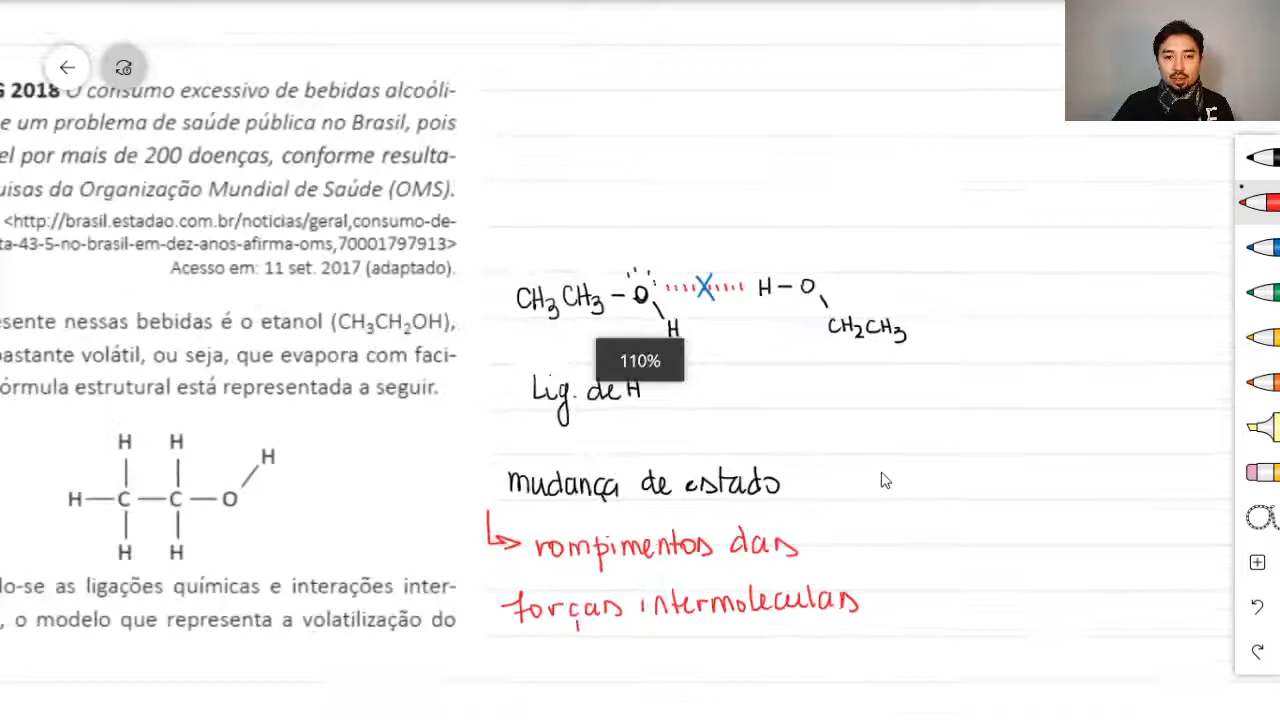 G 2018 O consumo excessivo de bebidas alcoóli-
e um problema de saúde pública no Brasil, pois
el por mais de 200 doenças, conforme resulta-
uisas da Organização Mundial de Saúde (OMS).
<http://brasil.estadao.com.br/noticias/geral,consumo-de-
ta-43-5-no-brasil-em-dez-anos-afirma-oms,70001797913>
Acesso em: 11 set. 2017 (adaptado).
esente nessas bebidas é o etanol (CH₃CH₂OH),
bastante volátil, ou seja, que evapora com faci-
fórmula estrutural está representada a seguir.
H H H
H C C O
H H
do-se as ligações químicas e interações inter-
, o modelo que representa a volatilização do
CH₃CH₃ – O H – O
H CH₂CH₃
110%
Lig. de H
mudança de estado
rompimentos das
forças intermoleculas